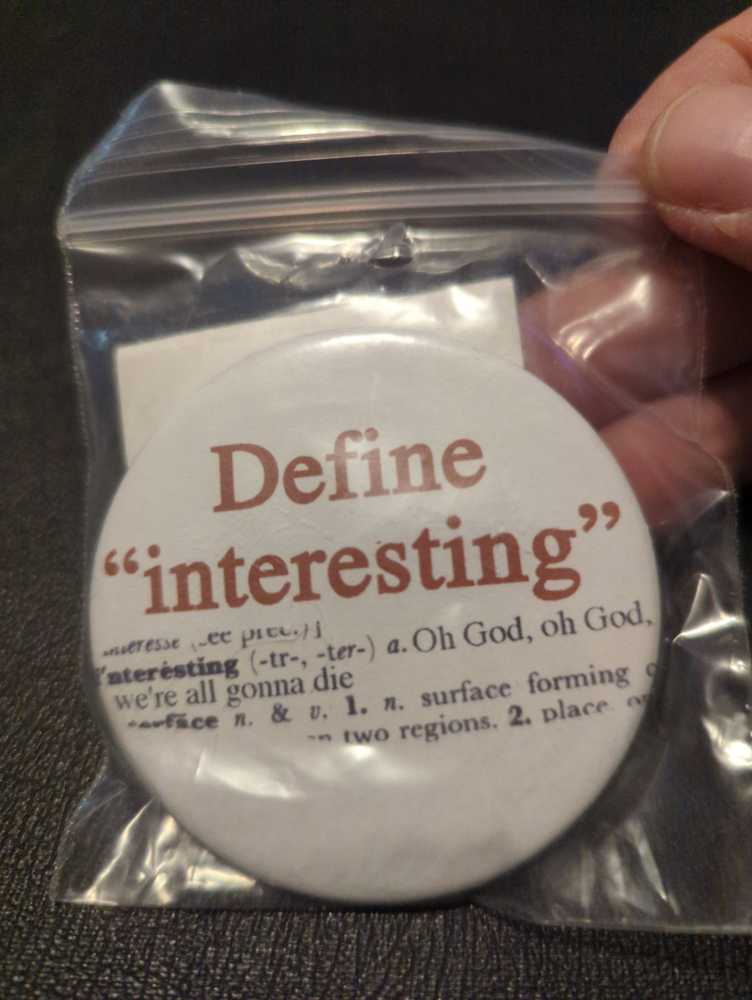 Define
“interesting”
nteresting (-tr-, -ter-) a. Oh God, oh God,
we're all gonna die
n. & v. 1. n. surface forming
two regions. 2. place